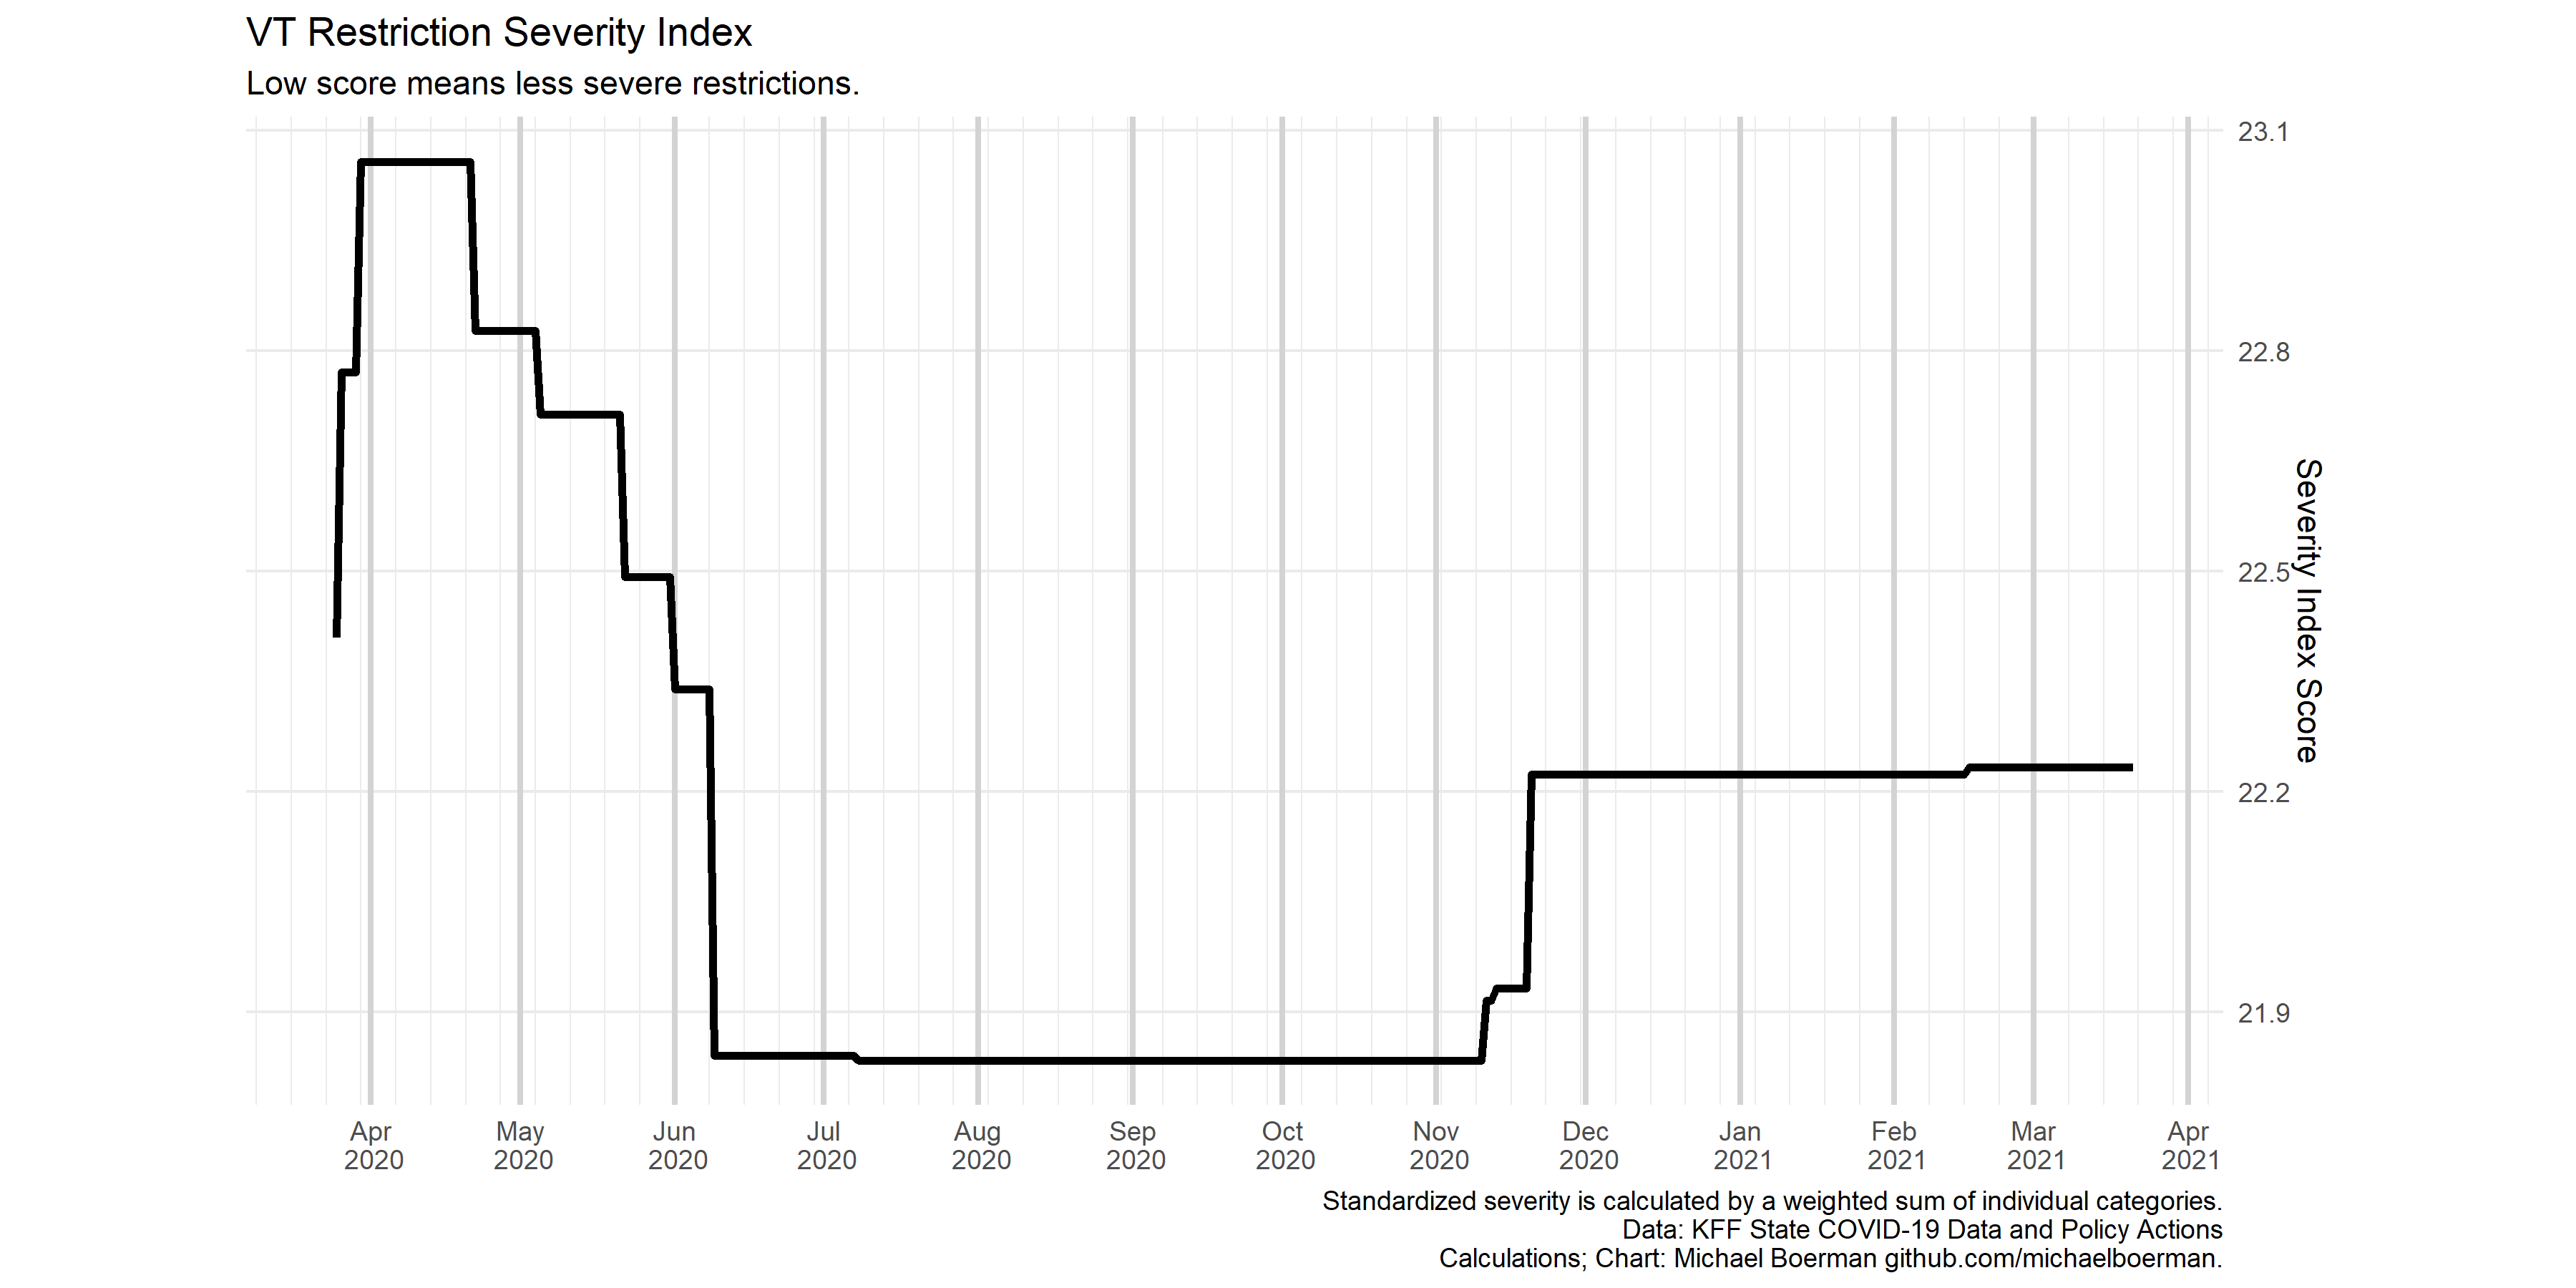 VT Restriction Severity Index
Low score means less severe restrictions.
23.1
22.8
22.5
22.2
21.9
Severity Index Score
Apr May Jun Jul Aug Sep Oct Nov Dec Jan Feb Mar Apr
2020 2020 2020 2020 2020 2020 2020 2020 2020 2021 2021 2021 2021
Standardized severity is calculated by a weighted sum of individual categories.
Data: KFF State COVID-19 Data and Policy Actions
Calculations; Chart: Michael Boerman github.com/michaelboerman.